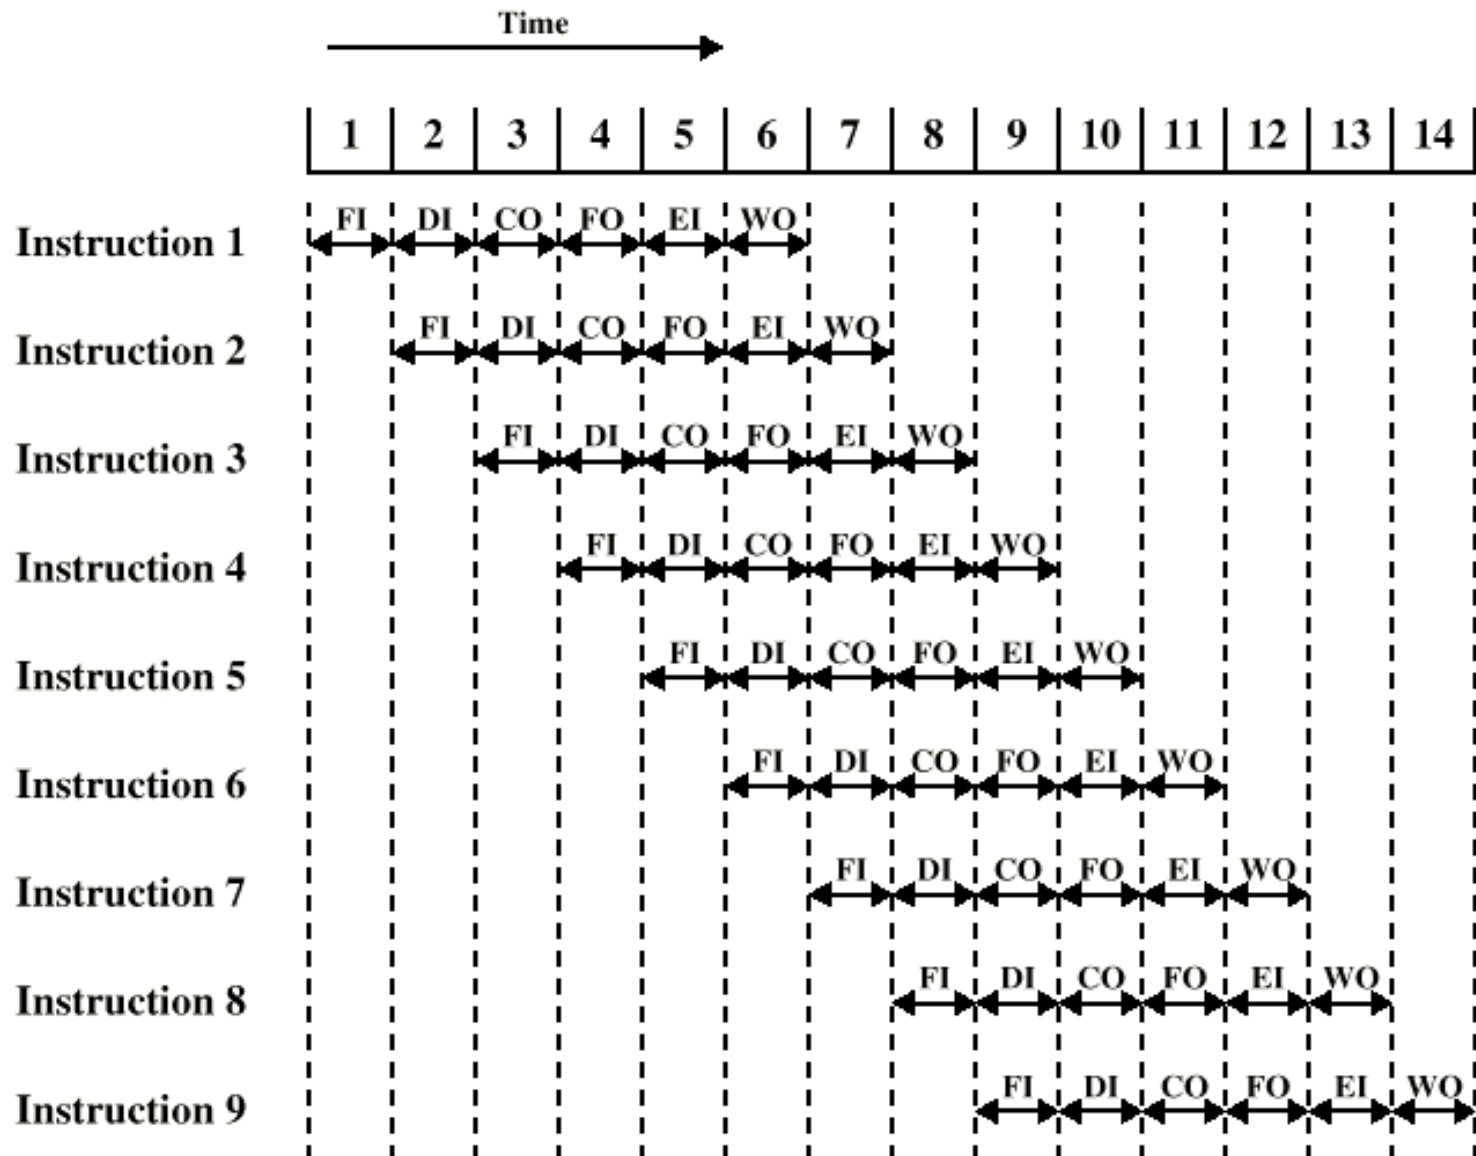 Time
1 2 3 4 5 6 7 8 9 10 11 12 13 14
Instruction 1 FI DI CO FO EI WO
Instruction 2 FI DI CO FO EI WO
Instruction 3 FI DI CO FO EI WO
Instruction 4 FI DI CO FO EI WO
Instruction 5 FI DI CO FO EI WO
Instruction 6 FI DI CO FO EI WO
Instruction 7 FI DI CO FO EI WO
Instruction 8 FI DI CO FO EI WO
Instruction 9 FI DI CO FO EI WO